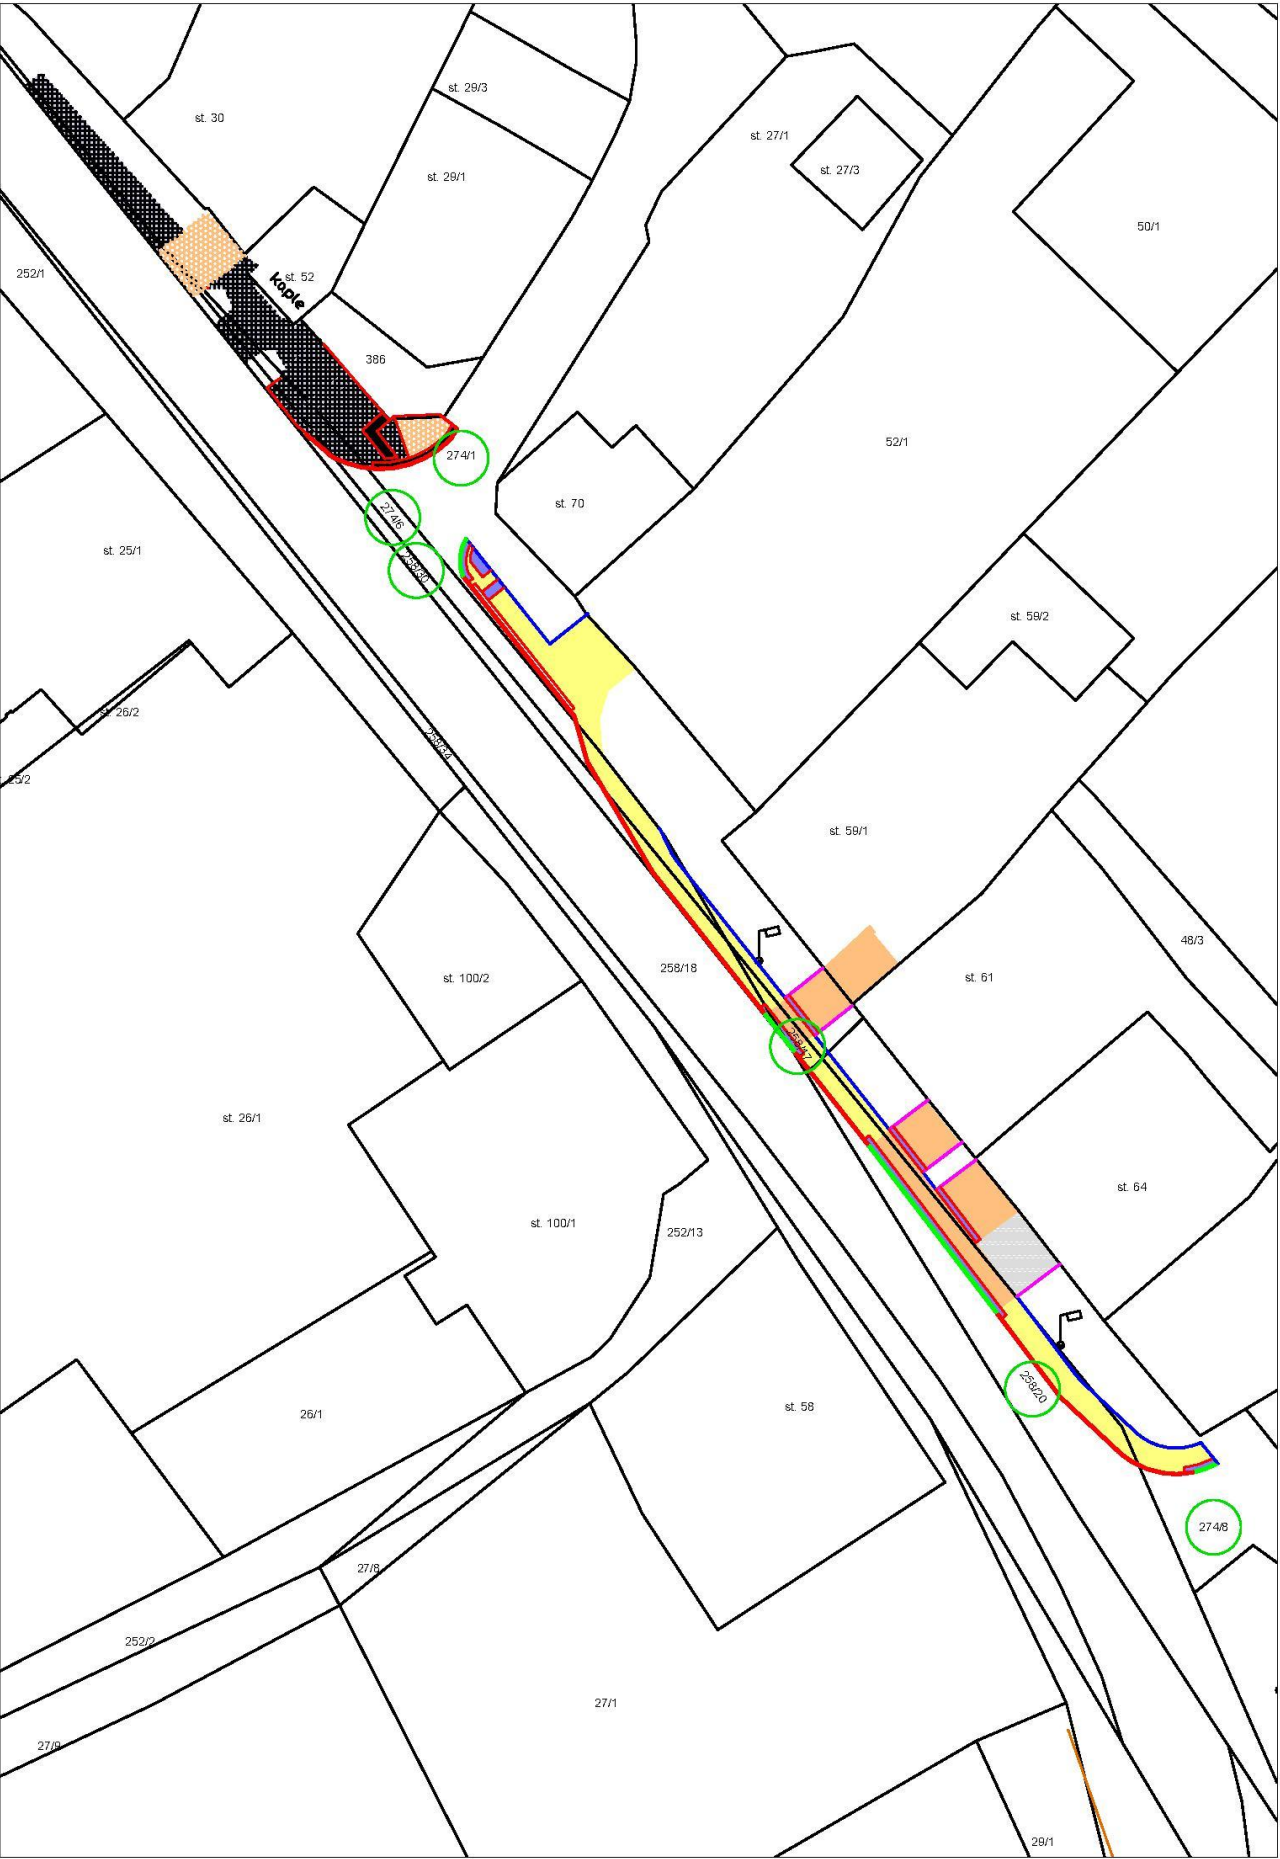 st. 29/3
st. 30
st. 27/1
st. 27/3
st. 29/1
50/1
252/1
st. 52
kaple
386
52/1
274/1
st. 70
274/6
st. 25/1
258/30
st. 59/2
st. 26/2
258/34
25/2
st. 59/1
48/3
258/18
st. 100/2
st. 61
258/17
st. 26/1
st. 64
st. 100/1
252/13
258/20
st. 58
26/1
274/8
27/8
252/2
27/1
27/9
29/1